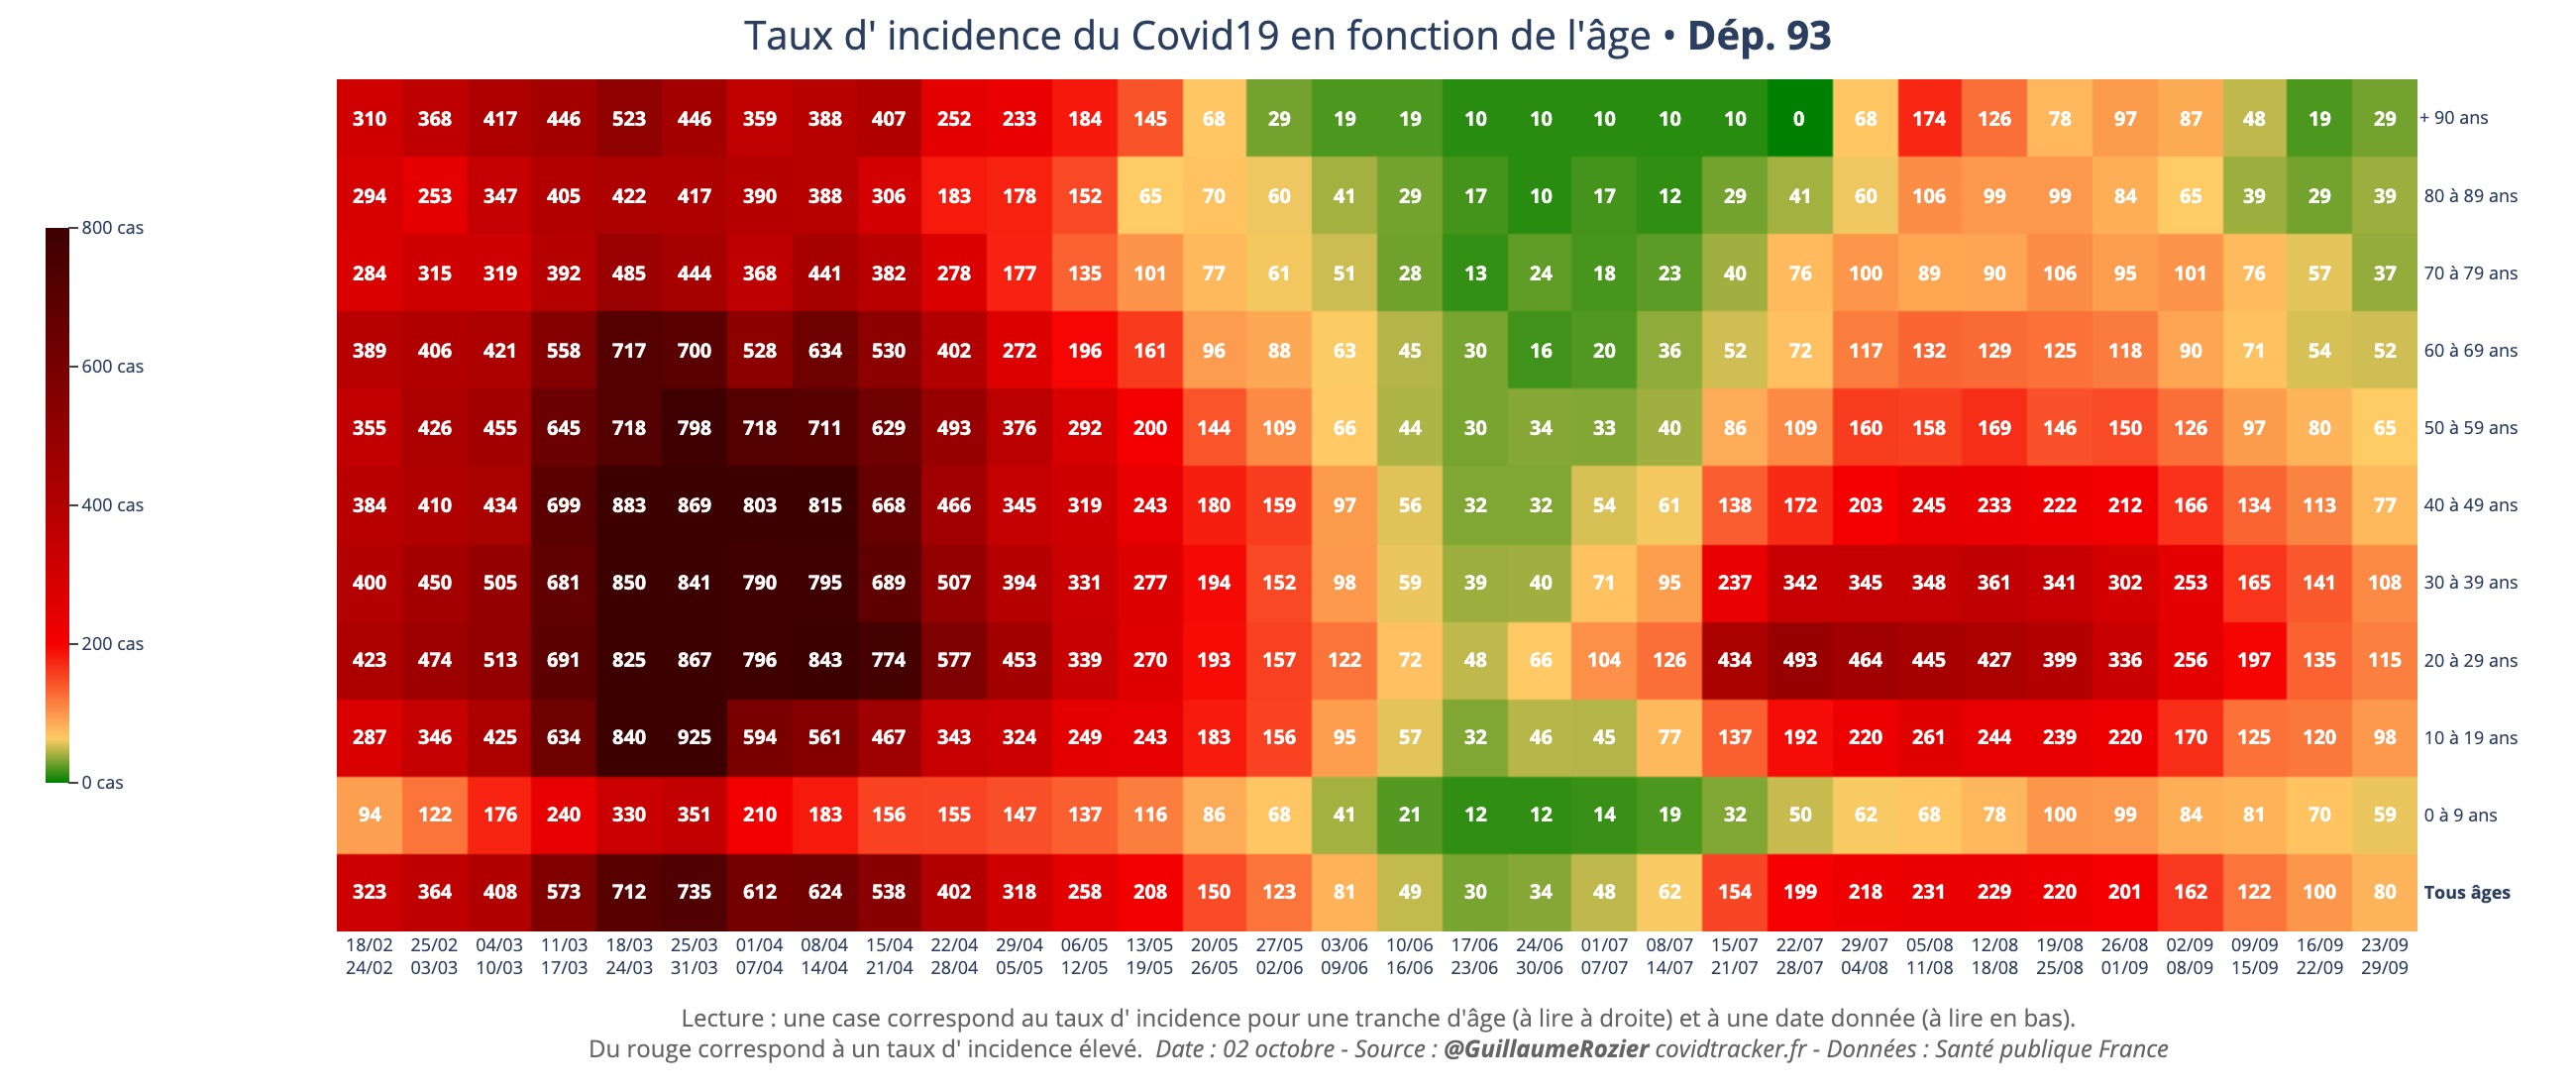 Taux d' incidence du Covid19 en fonction de l'âge • Dép. 93
800 cas
600 cas
400 cas
200 cas
0 cas
310 368 417 446 523 446 359 388 407 252 233 184 145 68 29 19 19 10 10 10 10 10 0 68 174 126 78 97 87 48 19 29 + 90 ans
294 253 347 405 422 417 390 388 306 183 178 152 65 70 60 41 29 17 10 17 12 29 41 60 106 99 99 84 65 39 29 39 80 à 89 ans
284 315 319 392 485 444 368 441 382 278 177 135 101 77 61 51 28 13 24 18 23 40 76 100 89 90 106 95 101 76 57 37 70 à 79 ans
389 406 421 558 717 700 528 634 530 402 272 196 161 96 88 63 45 30 16 20 36 52 72 117 132 129 125 118 90 71 54 52 60 à 69 ans
355 426 455 645 718 798 718 711 629 493 376 292 200 144 109 66 44 30 34 33 40 86 109 160 158 169 146 150 126 97 80 65 50 à 59 ans
384 410 434 699 883 869 803 815 668 466 345 319 243 180 159 97 56 32 32 54 61 138 172 203 245 233 222 212 166 134 113 77 40 à 49 ans
400 450 505 681 850 841 790 795 689 507 394 331 277 194 152 98 59 39 40 71 95 237 342 345 348 361 341 302 253 165 141 108 30 à 39 ans
423 474 513 691 825 867 796 843 774 577 453 339 270 193 157 122 72 48 66 104 126 434 493 464 445 427 399 336 256 197 135 115 20 à 29 ans
287 346 425 634 840 925 594 561 467 343 324 249 243 183 156 95 57 32 46 45 77 137 192 220 261 244 239 220 170 125 120 98 10 à 19 ans
94 122 176 240 330 351 210 183 156 155 147 137 116 86 68 41 21 12 12 14 19 32 50 62 68 78 100 99 84 81 70 59 0 à 9 ans
323 364 408 573 712 735 612 624 538 402 318 258 208 150 123 81 49 30 34 48 62 154 199 218 231 229 220 201 162 122 100 80 Tous âges
18/02 25/02 04/03 11/03 18/03 25/03 01/04 08/04 15/04 22/04 29/04 06/05 13/05 20/05 27/05 03/06 10/06 17/06 24/06 01/07 08/07 15/07 22/07 29/07 05/08 12/08 19/08 26/08 02/09 09/09 16/09 23/09
24/02 03/03 10/03 17/03 24/03 31/03 07/04 14/04 21/04 28/04 05/05 12/05 19/05 26/05 02/06 09/06 16/06 23/06 30/06 07/07 14/07 21/07 28/07 04/08 11/08 18/08 25/08 01/09 08/09 15/09 22/09 29/09
Lecture : une case correspond au taux d' incidence pour une tranche d'âge (à lire à droite) et à une date donnée (à lire en bas).
Du rouge correspond à un taux d' incidence élevé. Date : 02 octobre - Source : @GuillaumeRozier covidtracker.fr - Données : Santé publique France